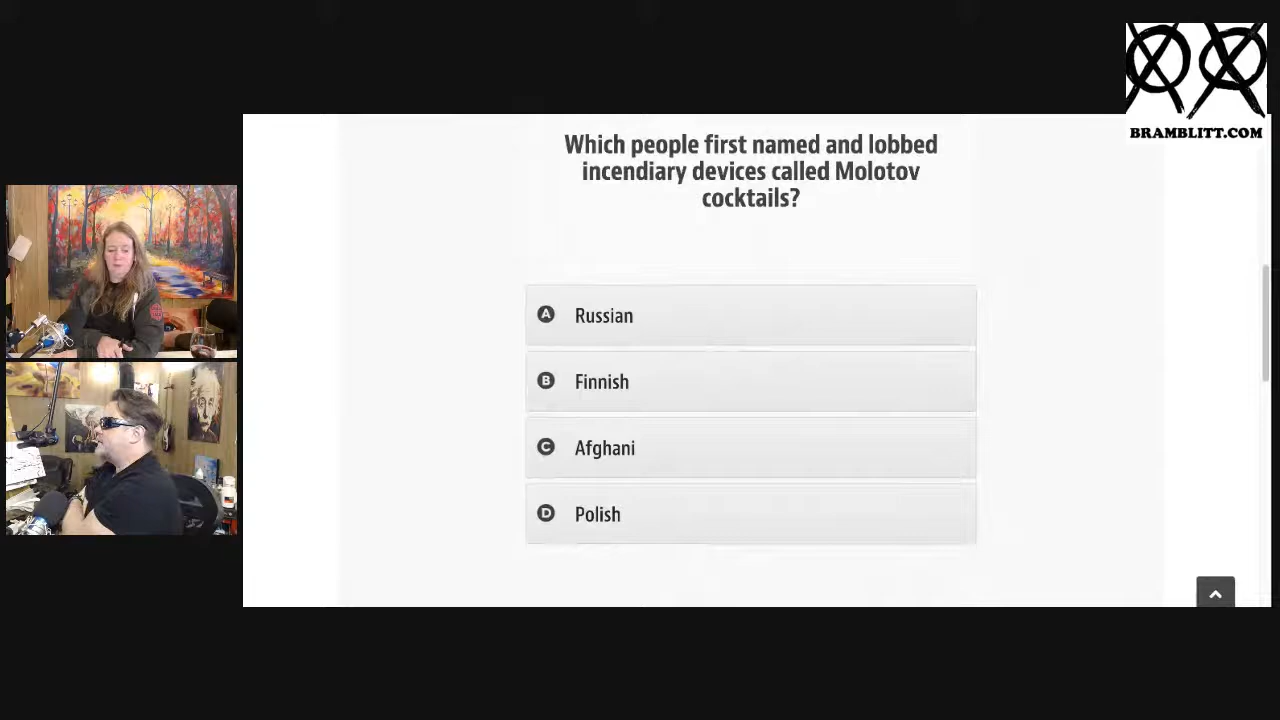 BRAMBLITT.COM
Which people first named and lobbed
incendiary devices called Molotov
cocktails?
A Russian
B Finnish
C Afghani
D Polish